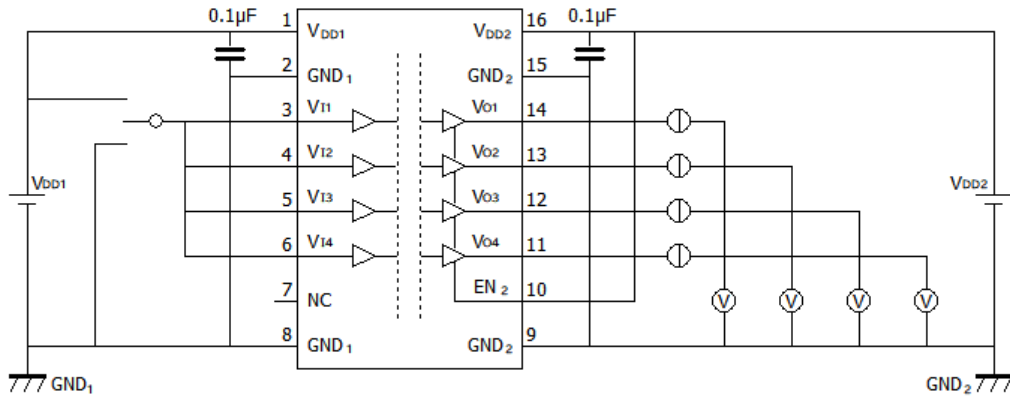 0.1µF 1 16 0.1µF
VDD1 VDD2
2 15
GND1 GND2
3 VI1 VO1 14
4 VI2 VO2 13
VDD1 5 VI3 VO3 12 VDD2
6 VI4 VO4 11
7 NC EN2 10
V V V V
8 GND1 GND2 9
GND1 GND2